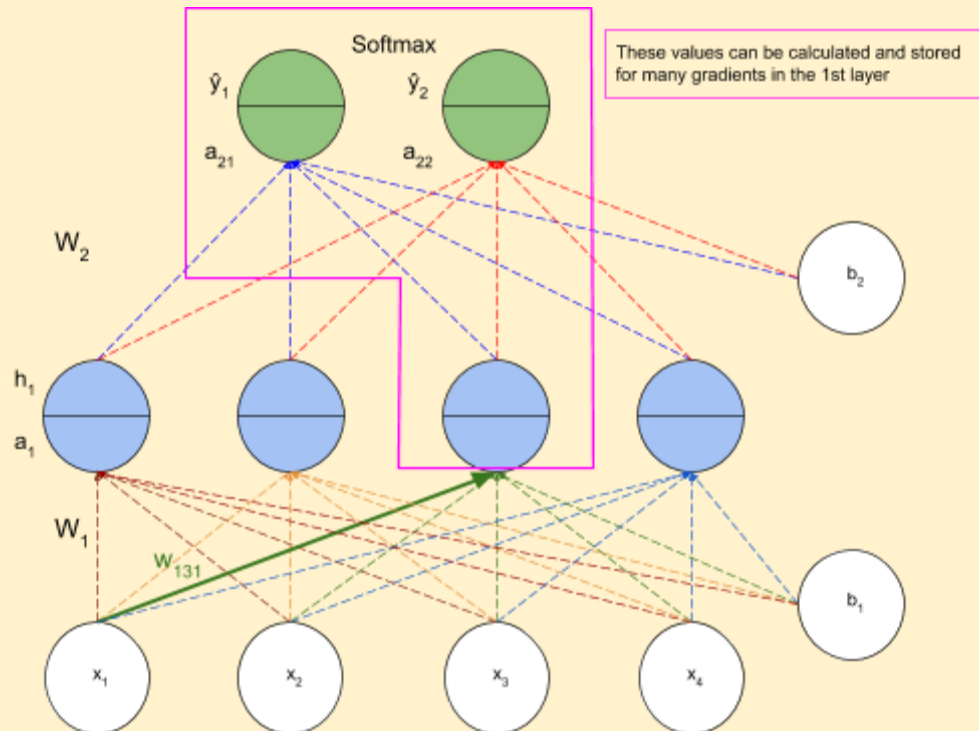 Softmax
These values can be calculated and stored
for many gradients in the 1st layer
ŷ₁
ŷ₂
a₂₁
a₂₂
W₂
b₂
h₁
a₁
W₁
w₁₃₁
b₁
x₁
x₂
x₃
x₄